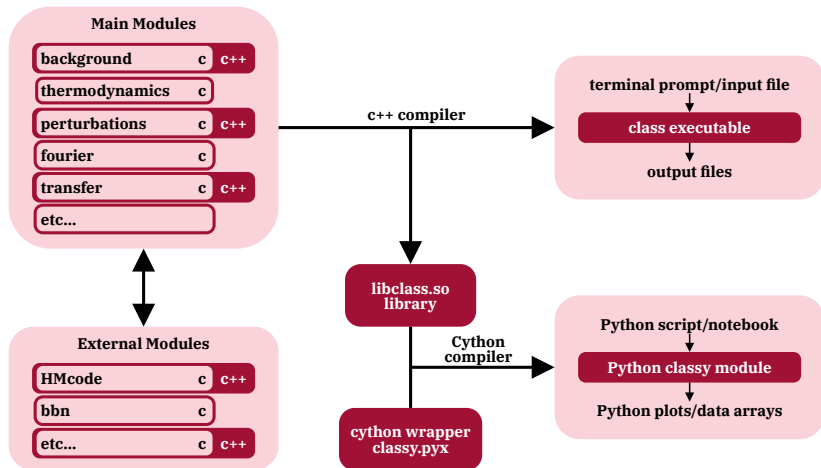 Main Modules
background c c++
thermodynamics c
perturbations c c++
fourier c
transfer c c++
etc...
c++ compiler
terminal prompt/input file
class executable
output files
libclass.so
library
External Modules
HMcode c c++
bbn c
etc... c c++
Cython
compiler
cython wrapper
classy.pyx
Python script/notebook
Python classy module
Python plots/data arrays